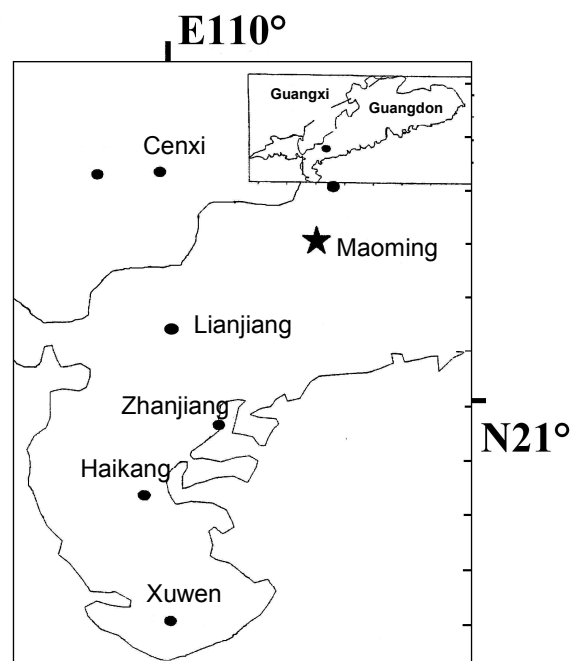 E110°
Guangxi
Guangdon
Cenxi
Maoming
Lianjiang
Zhanjiang
N21°
Haikang
Xuwen